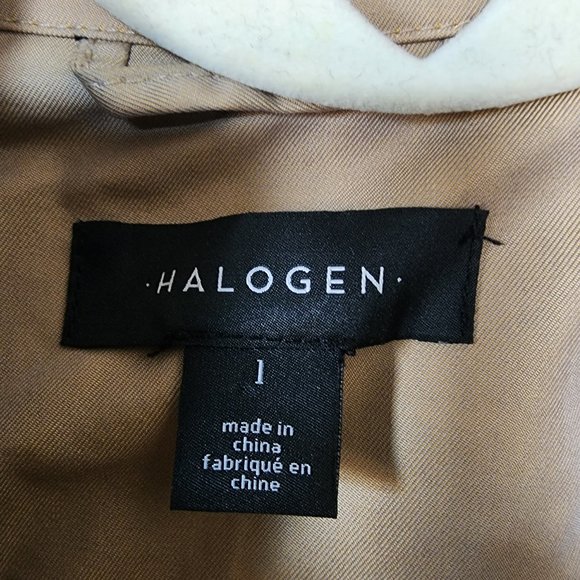 ·HALOGEN·
1
made in
china
fabriqué en
chine